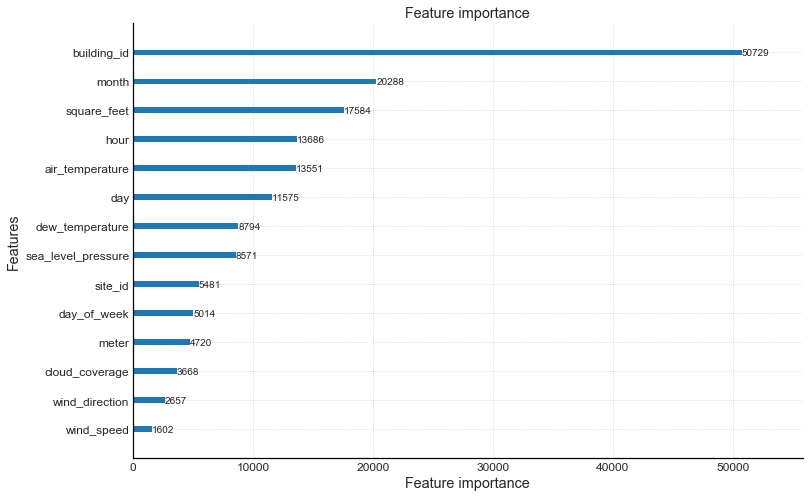 Feature importance
Features
building_id 50729
month 20288
square_feet 17584
hour 13686
air_temperature 13551
day 11575
dew_temperature 8794
sea_level_pressure 8571
site_id 5481
day_of_week 5014
meter 4720
cloud_coverage 3668
wind_direction 2657
wind_speed 1602
0 10000 20000 30000 40000 50000
Feature importance